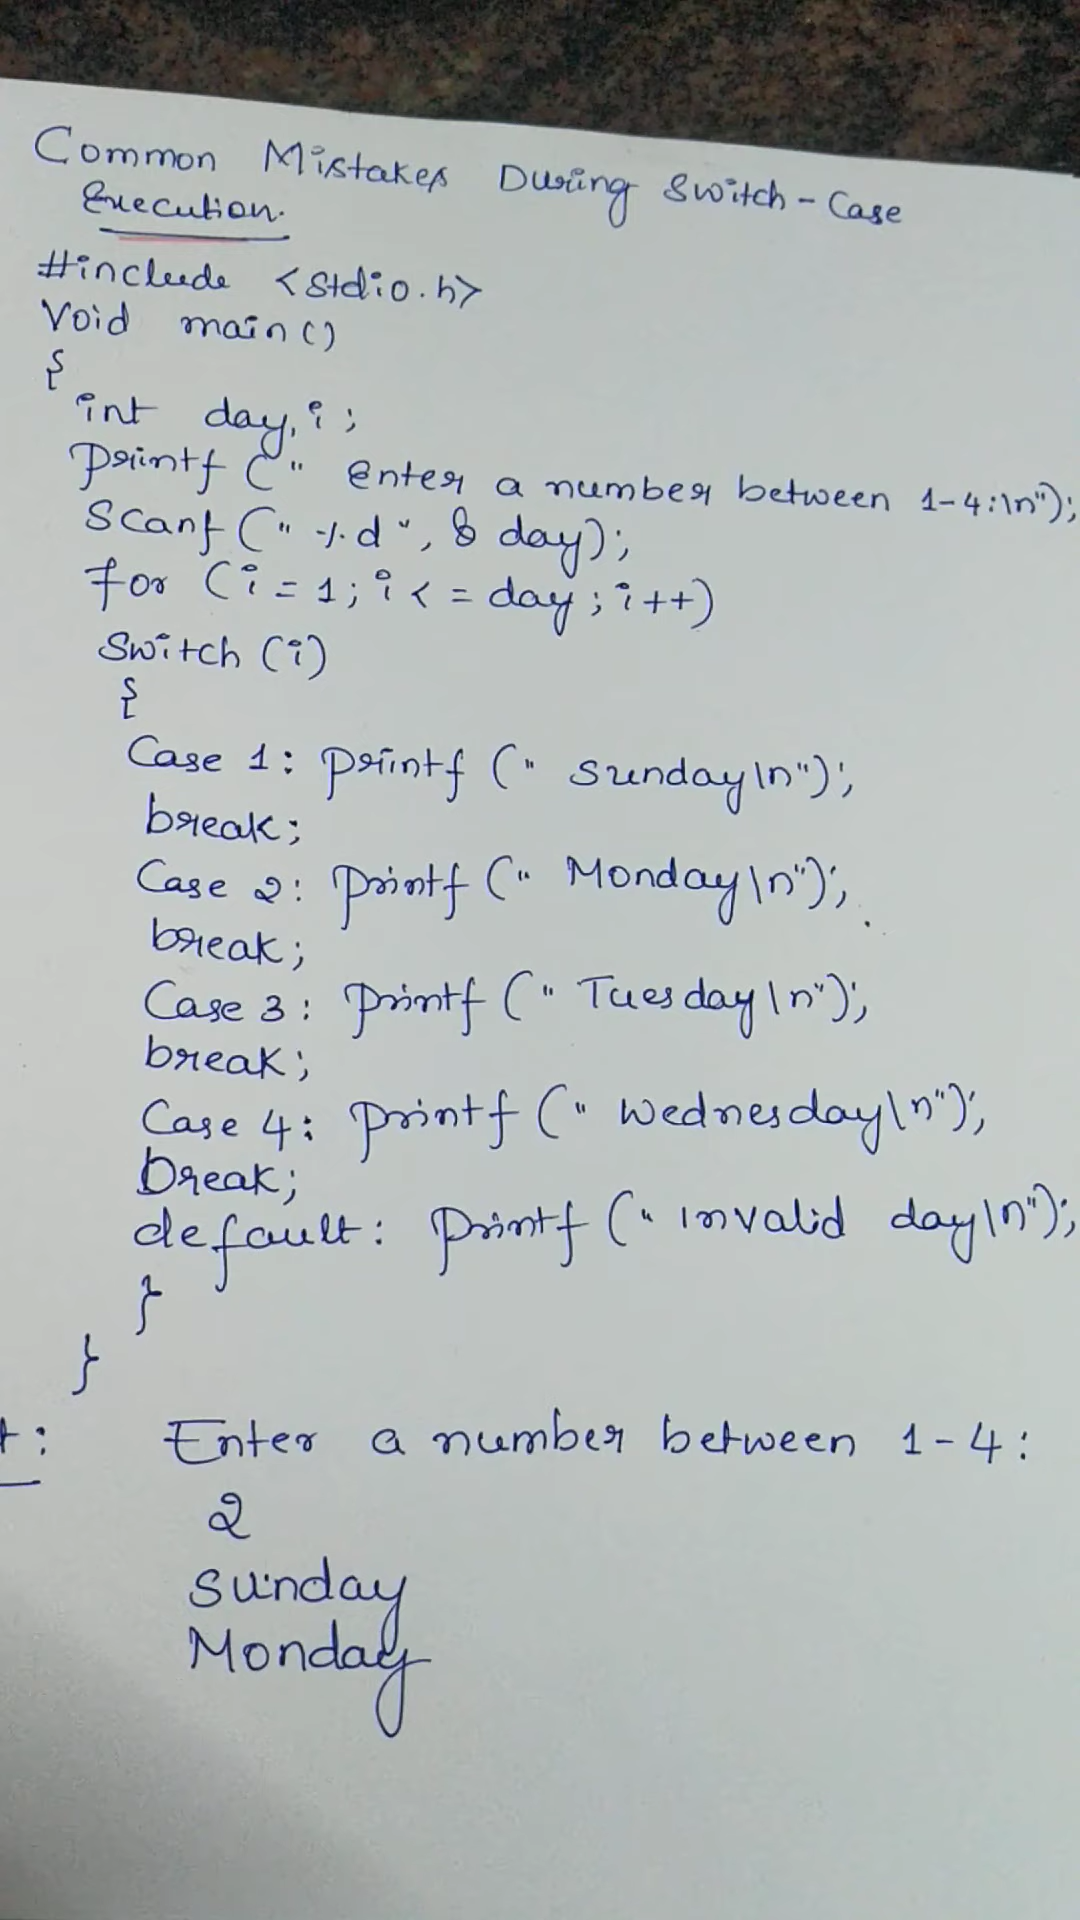 Common Mistakes During Switch-Case
Execution.
#include <stdio.h>
Void main()
{
int day, i;
printf (" enter a number between 1-4:\n");
Scanf (" %d", & day);
for (i = 1; i < = day; i ++)
Switch (i)
{
Case 1: printf (" Sunday\n");
break;
Case 2: printf (" Monday\n");
break;
Case 3: printf (" Tuesday\n");
break;
Case 4: printf (" Wednesday\n");
break;
default: printf (" invalid day\n");
}
}
t: Enter a number between 1-4:
2
Sunday
Monday